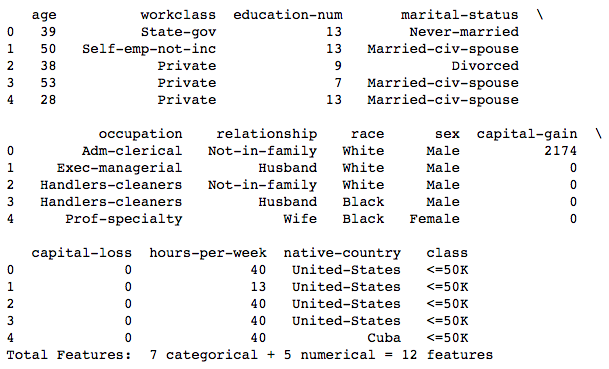 age         workclass  education-num      marital-status  \
0   39         State-gov             13       Never-married
1   50  Self-emp-not-inc             13  Married-civ-spouse
2   38           Private              9            Divorced
3   53           Private              7  Married-civ-spouse
4   28           Private             13  Married-civ-spouse
          occupation   relationship   race     sex  capital-gain  \
0       Adm-clerical  Not-in-family  White    Male          2174
1    Exec-managerial        Husband  White    Male             0
2  Handlers-cleaners  Not-in-family  White    Male             0
3  Handlers-cleaners        Husband  Black    Male             0
4     Prof-specialty           Wife  Black  Female             0
   capital-loss  hours-per-week  native-country  class
0             0              40   United-States  <=50K
1             0              13   United-States  <=50K
2             0              40   United-States  <=50K
3             0              40   United-States  <=50K
4             0              40            Cuba  <=50K
Total Features:  7 categorical + 5 numerical = 12 features